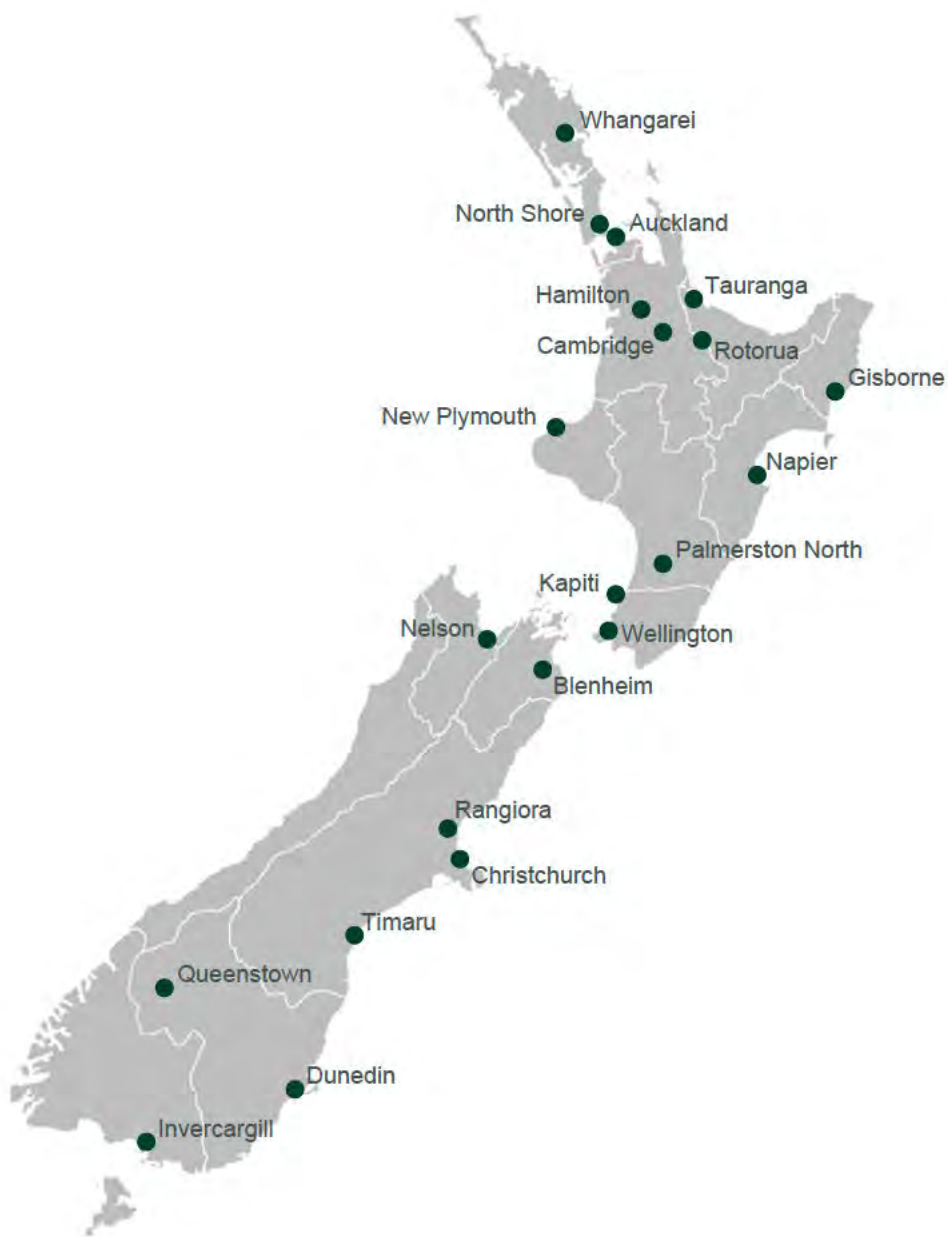 Whangarei
North Shore
Auckland
Tauranga
Hamilton
Cambridge
Rotorua
Gisborne
New Plymouth
Napier
Palmerston North
Kapiti
Nelson
Wellington
Blenheim
Rangiora
Christchurch
Timaru
Queenstown
Dunedin
Invercargill